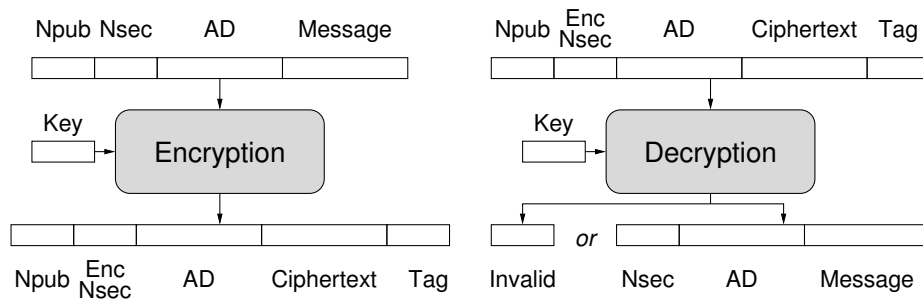 Npub Nsec AD Message
Key
Encryption
Npub Enc Nsec AD Ciphertext Tag
Npub Enc Nsec AD Ciphertext Tag
Key
Decryption
or
Invalid Nsec AD Message